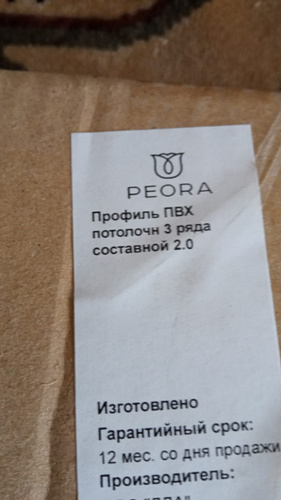 PEORA
Профиль ПВХ
потолочн 3 ряда
составной 2.0
Изготовлено
Гарантийный срок:
12 мес. со дня продажи
Производитель: